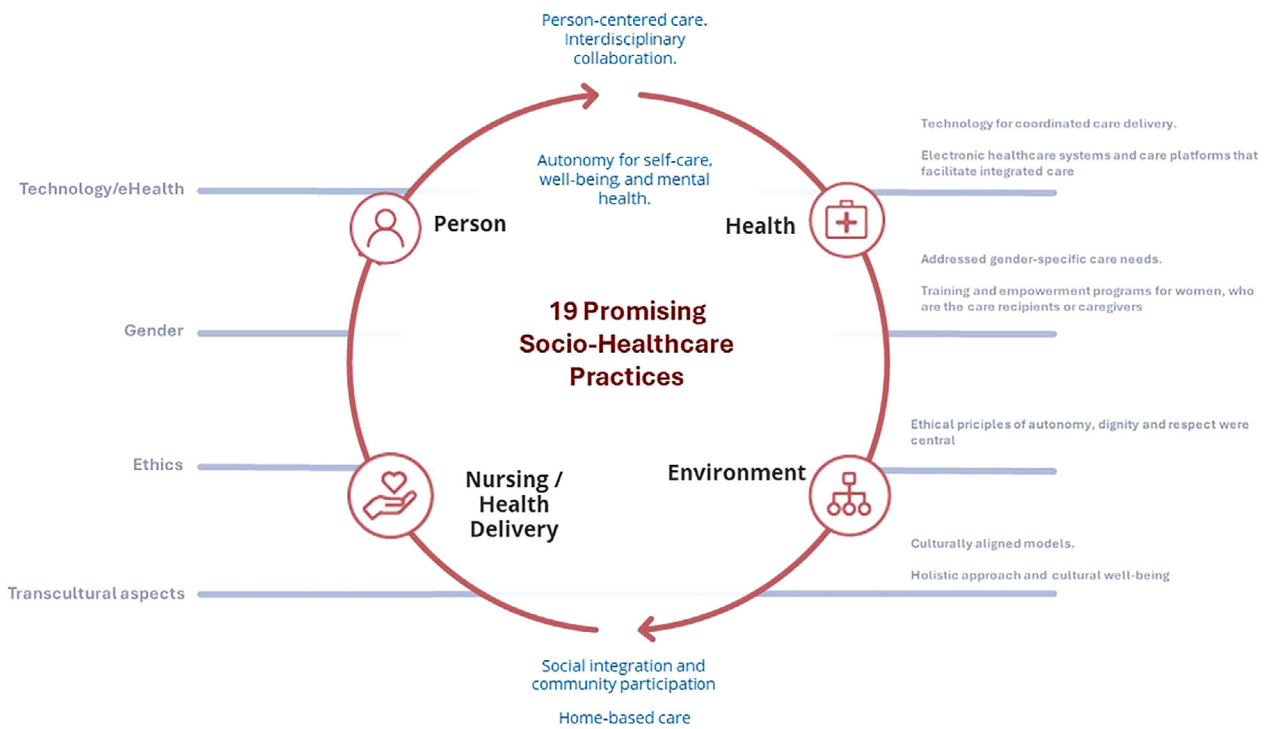 Person-centered care.
Interdisciplinary
collaboration.
Technology for coordinated care delivery.
Electronic healthcare systems and care platforms that
facilitate integrated care
Autonomy for self-care,
well-being, and mental
health.
Technology/eHealth
Person
Health
Addressed gender-specific care needs.
Training and empowerment programs for women, who
are the care recipients or caregivers
19 Promising
Socio-Healthcare
Practices
Gender
Ethical priciples of autonomy, dignity and respect were
central
Ethics
Nursing /
Health
Delivery
Environment
Culturally aligned models.
Holistic approach and cultural well-being
Transcultural aspects
Social integration and
community participation
Home-based care